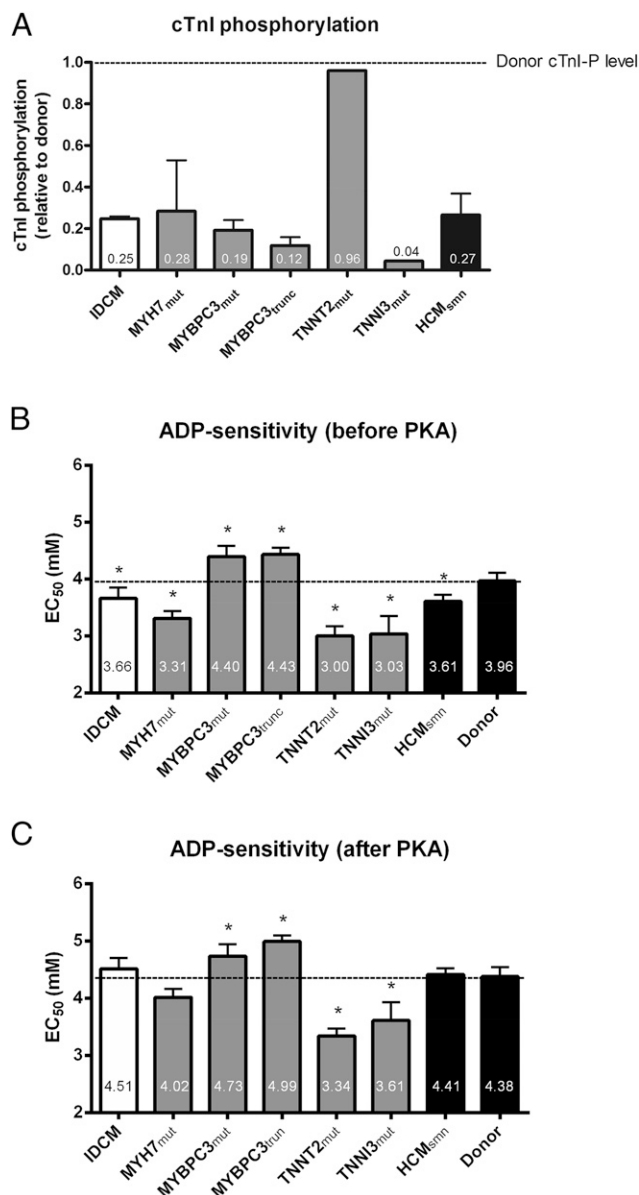 A
cTnI phosphorylation
cTnI phosphorylation
(relative to donor)
1.0
0.8
0.6
0.4
0.2
0.0
Donor cTnI-P level
0.25
0.28
0.19
0.12
0.96
0.04
0.27
IDCM
MYH7mut
MYBPC3mut
MYBPC3trunc
TNNT2mut
TNNI3mut
HCMsmn
B
ADP-sensitivity (before PKA)
EC50 (mM)
6
5
4
3
2
* * * * * * *
3.66
3.31
4.40
4.43
3.00
3.03
3.61
3.96
IDCM
MYH7mut
MYBPC3mut
MYBPC3trunc
TNNT2mut
TNNI3mut
HCMsmn
Donor
C
ADP-sensitivity (after PKA)
EC50 (mM)
6
5
4
3
2
* * * *
4.51
4.02
4.73
4.99
3.34
3.61
4.41
4.38
IDCM
MYH7mut
MYBPC3mut
MYBPC3trun
TNNT2mut
TNNI3mut
HCMsmn
Donor